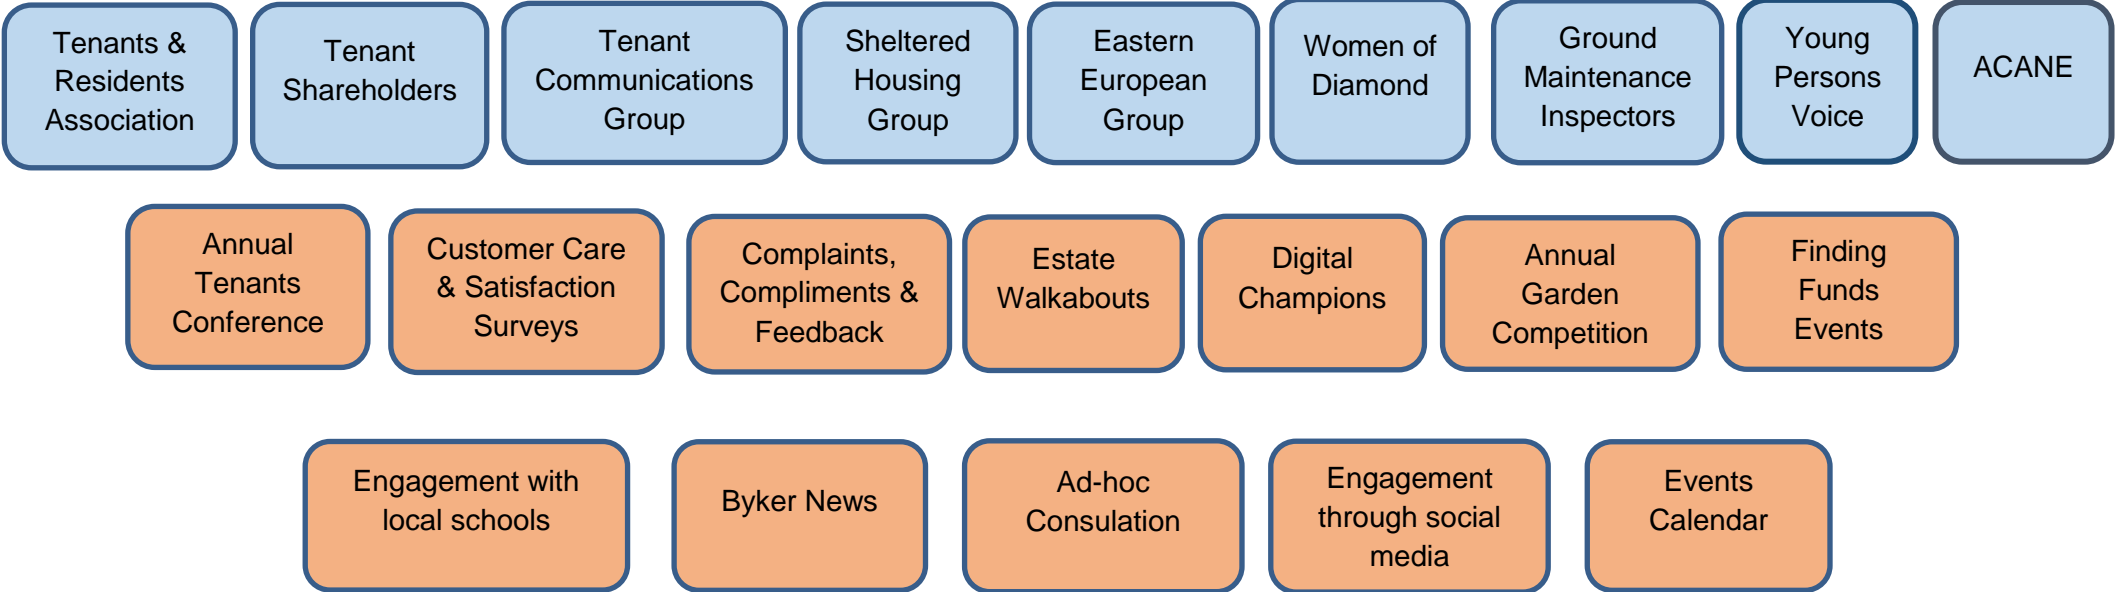 Tenants &
Residents
Association
Tenant
Shareholders
Tenant
Communications
Group
Sheltered
Housing
Group
Eastern
European
Group
Women of
Diamond
Ground
Maintenance
Inspectors
Young
Persons
Voice
ACANE
Annual
Tenants
Conference
Customer Care
& Satisfaction
Surveys
Complaints,
Compliments &
Feedback
Estate
Walkabouts
Digital
Champions
Annual
Garden
Competition
Finding
Funds
Events
Engagement with
local schools
Byker News
Ad-hoc
Consulation
Engagement
through social
media
Events
Calendar